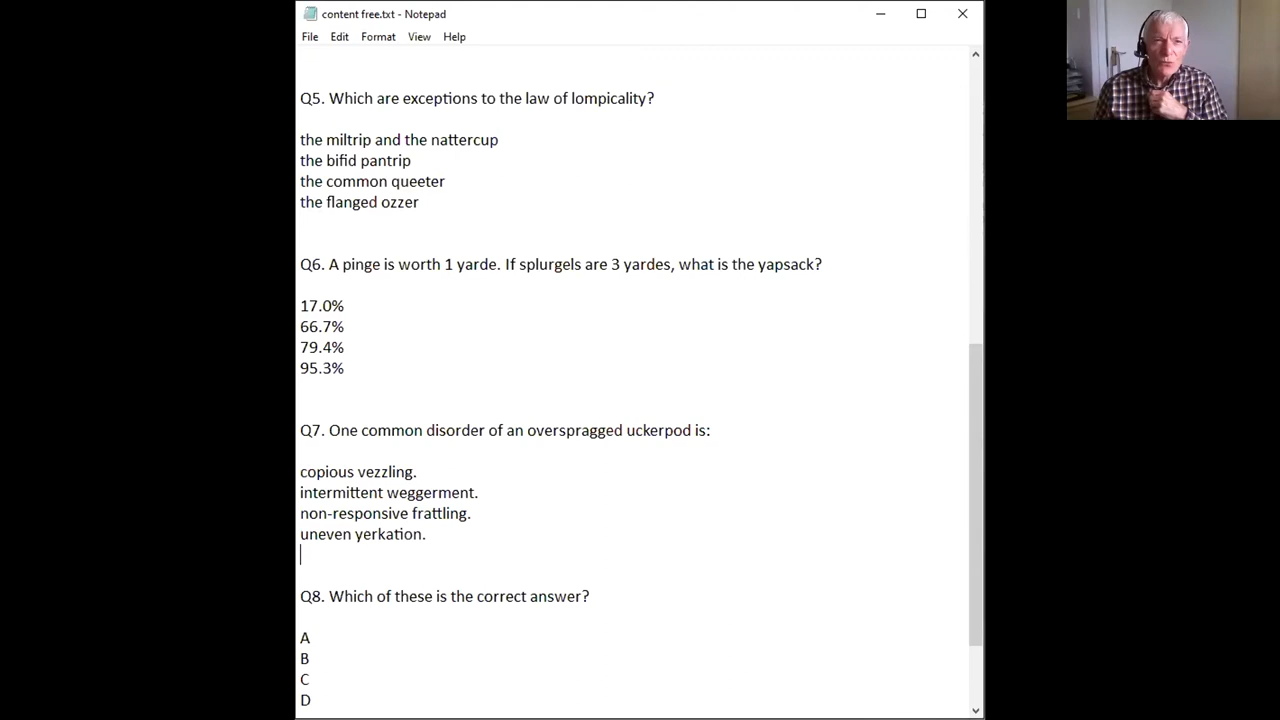 content free.txt - Notepad
File Edit Format View Help
Q5. Which are exceptions to the law of lompicality?
the miltrip and the nattercup
the bifid pantrip
the common queeter
the flanged ozzer
Q6. A pinge is worth 1 yarde. If splurgels are 3 yardes, what is the yapsack?
17.0%
66.7%
79.4%
95.3%
Q7. One common disorder of an overspragged uckerpod is:
copious vezzling.
intermittent weggerment.
non-responsive frattling.
uneven yerkation.
Q8. Which of these is the correct answer?
A
B
C
D